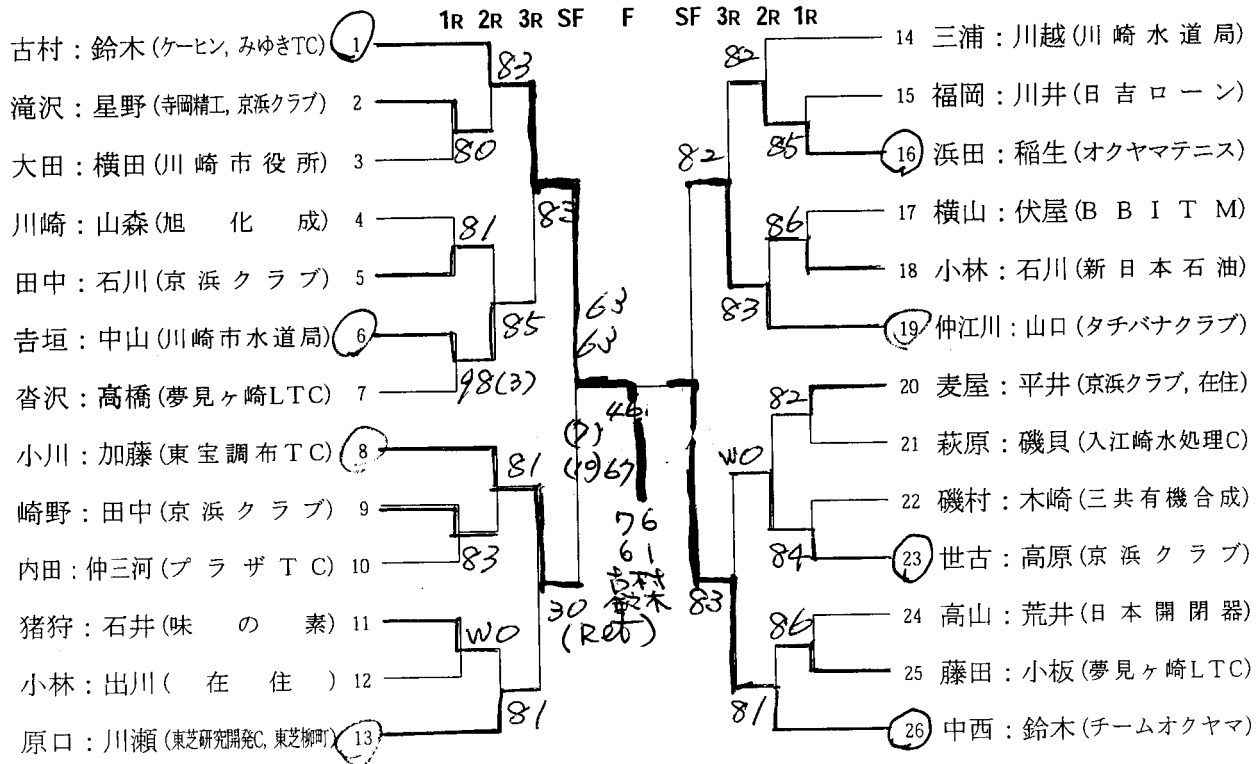 1R 2R 3R SF F SF 3R 2R 1R
古村：鈴木(ケーヒン,みゆきTC) 1
滝沢：星野(寺岡精工,京浜クラブ) 2
大田：横田(川崎市役所) 3
川崎：山森(旭化成) 4
田中：石川(京浜クラブ) 5
吉垣：中山(川崎市水道局) 6
沓沢：高橋(夢見ヶ崎LTC) 7
小川：加藤(東宝調布TC) 8
崎野：田中(京浜クラブ) 9
内田：仲三河(プラザTC) 10
猪狩：石井(味の素) 11
小林：出川(在住) 12
原口：川瀬(東芝研究開発C,東芝柳町) 13
83
80
83
81
85
98(3)
81
83
30
(Ret)
WO
81
63
63
46
(7)
(19)67
76
61
古村
鈴木
82
85
82
86
83
82
WO
84
83
86
81
14 三浦：川越(川崎水道局)
15 福岡：川井(日吉ローン)
16 浜田：稲生(オクヤマテニス)
17 横山：伏屋(BBITM)
18 小林：石川(新日本石油)
19 仲江川：山口(タチバナクラブ)
20 麦屋：平井(京浜クラブ,在住)
21 萩原：磯貝(入江崎水処理C)
22 磯村：木崎(三共有機合成)
23 世古：高原(京浜クラブ)
24 高山：荒井(日本開閉器)
25 藤田：小板(夢見ヶ崎LTC)
26 中西：鈴木(チームオクヤマ)